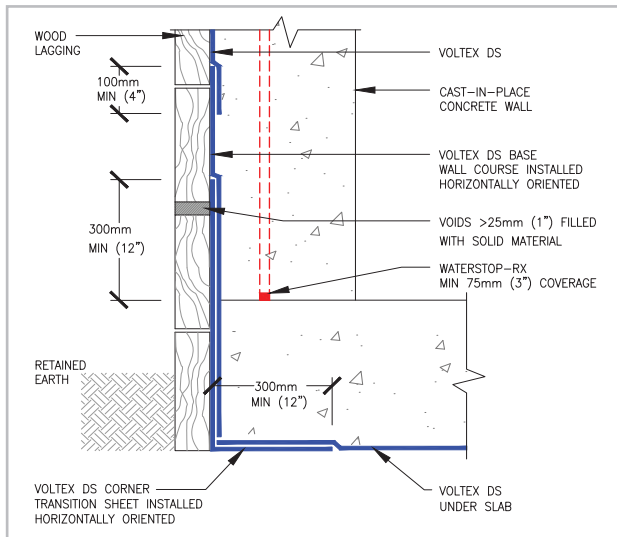 WOOD
LAGGING
100mm
MIN (4")
300mm
MIN (12")
RETAINED
EARTH
VOLTEX DS CORNER
TRANSITION SHEET INSTALLED
HORIZONTALLY ORIENTED
300mm
MIN (12")
VOLTEX DS
CAST-IN-PLACE
CONCRETE WALL
VOLTEX DS BASE
WALL COURSE INSTALLED
HORIZONTALLY ORIENTED
VOIDS >25mm (1") FILLED
WITH SOLID MATERIAL
WATERSTOP-RX
MIN 75mm (3") COVERAGE
VOLTEX DS
UNDER SLAB